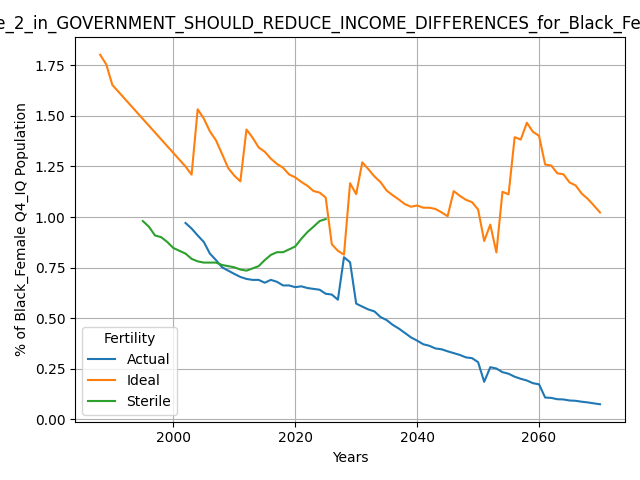 e_2_in_GOVERNMENT_SHOULD_REDUCE_INCOME_DIFFERENCES_for_Black_Fe
% of Black_Female Q4_IQ Population
1.75
1.50
1.25
1.00
0.75
0.50
0.25
0.00
Fertility
Actual
Ideal
Sterile
2000 2020 2040 2060
Years